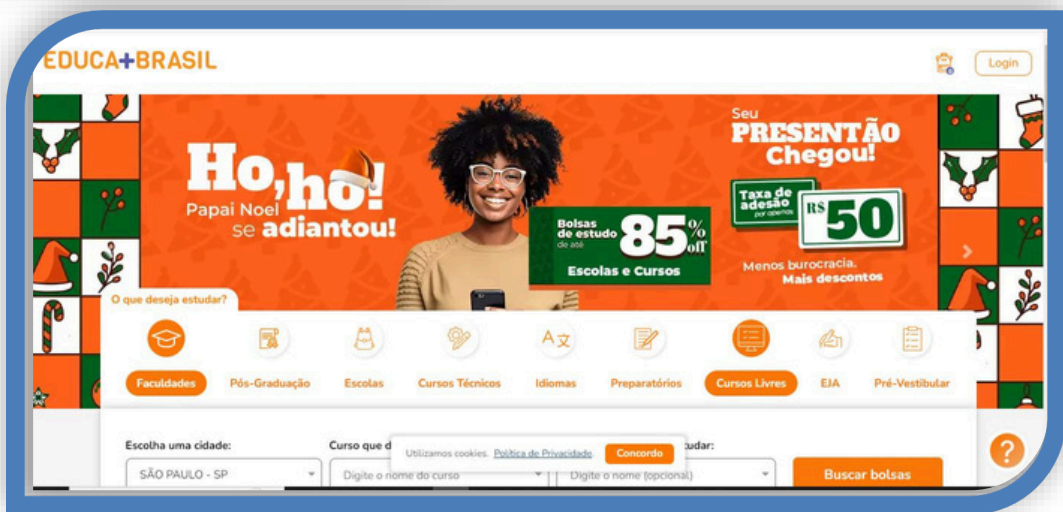 EDUCA+BRASIL
Login
Ho,ho!
Papai Noel
se adiantou!
Bolsas
de estudo
de até
85%
off
Escolas e Cursos
Seu
PRESENTÃO
Chegou!
Taxa de
adesão
por apenas
R$ 50
Menos burocracia.
Mais descontos
O que deseja estudar?
Faculdades
Pós-Graduação
Escolas
Cursos Técnicos
Idiomas
Preparatórios
Cursos Livres
EJA
Pré-Vestibular
Escolha uma cidade:
Curso que d
udar:
Utilizamos cookies. Política de Privacidade.
Concordo
SÃO PAULO - SP
Digite o nome do curso
Digite o nome (opcional)
Buscar bolsas
?